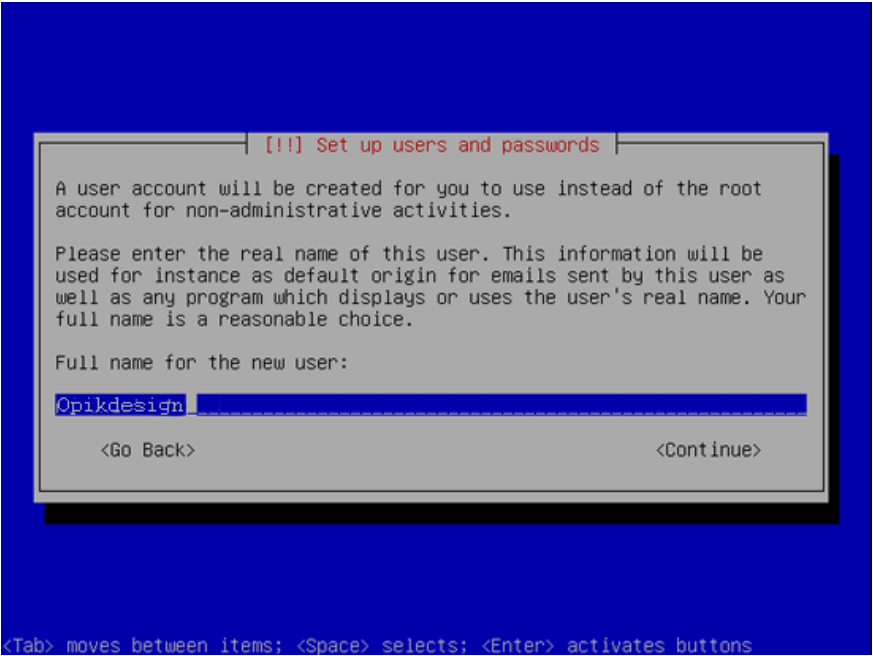 [!!] Set up users and passwords
A user account will be created for you to use instead of the root
account for non-administrative activities.
Please enter the real name of this user. This information will be
used for instance as default origin for emails sent by this user as
well as any program which displays or uses the user's real name. Your
full name is a reasonable choice.
Full name for the new user:
Opikdesign
<Go Back> <Continue>
<Tab> moves between items; <Space> selects; <Enter> activates buttons